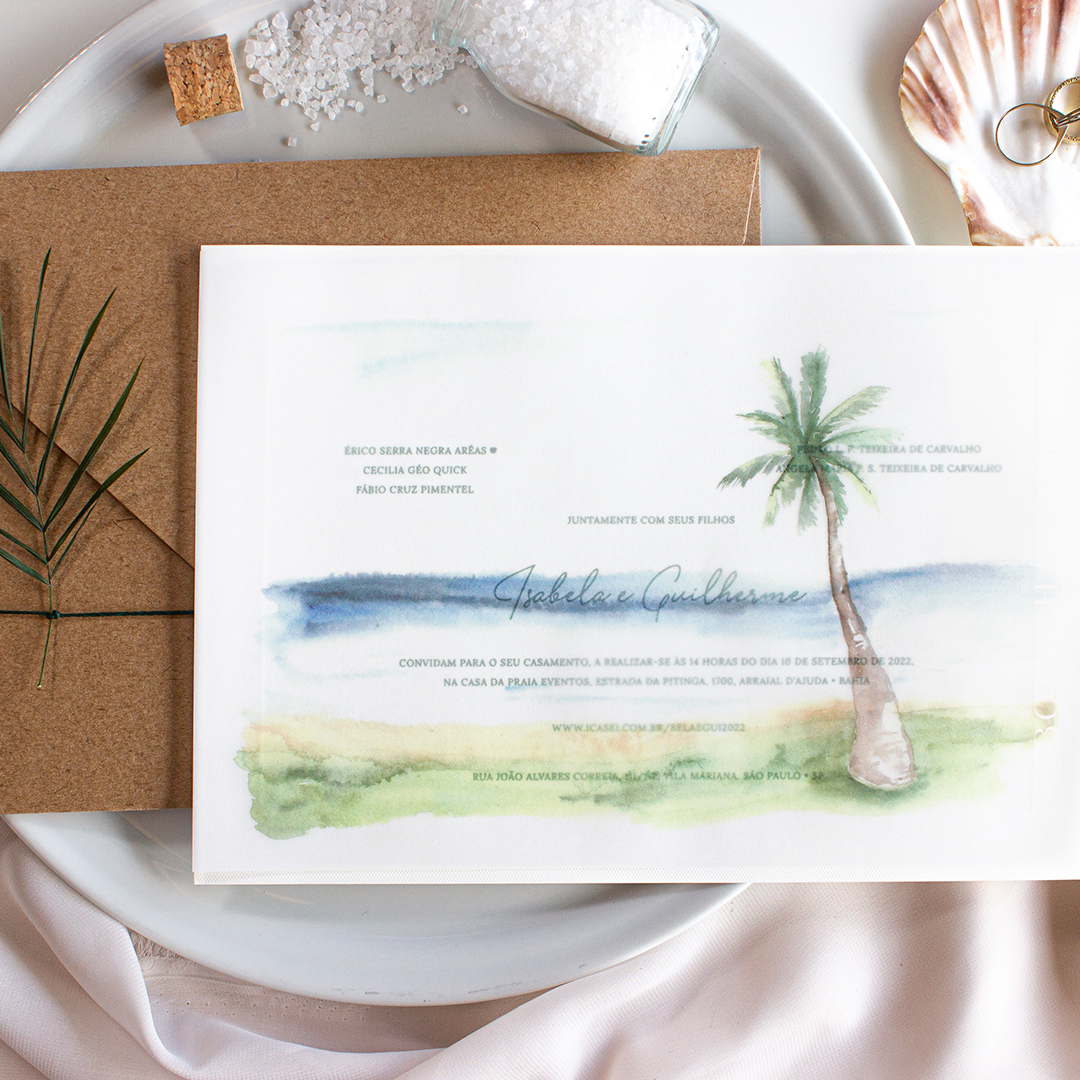 ÉRICO SERRA NEGRA ARÊAS ♥
CECILIA GÉO QUICK
FÁBIO CRUZ PIMENTEL
PEDRO L. F. TEIXEIRA DE CARVALHO
ANGELA MARIA F. S. TEIXEIRA DE CARVALHO
JUNTAMENTE COM SEUS FILHOS
Isabela e Guilherme
CONVIDAM PARA O SEU CASAMENTO, A REALIZAR-SE ÀS 14 HORAS DO DIA 10 DE SETEMBRO DE 2022,
NA CASA DA PRAIA EVENTOS, ESTRADA DA PITINGA, 1700, ARRAIAL D'AJUDA • BAHIA
WWW.ICASEI.COM.BR/BELAEGUI2022
RUA JOÃO ALVARES CORREIA, VILA MARIANA, SÃO PAULO • SP